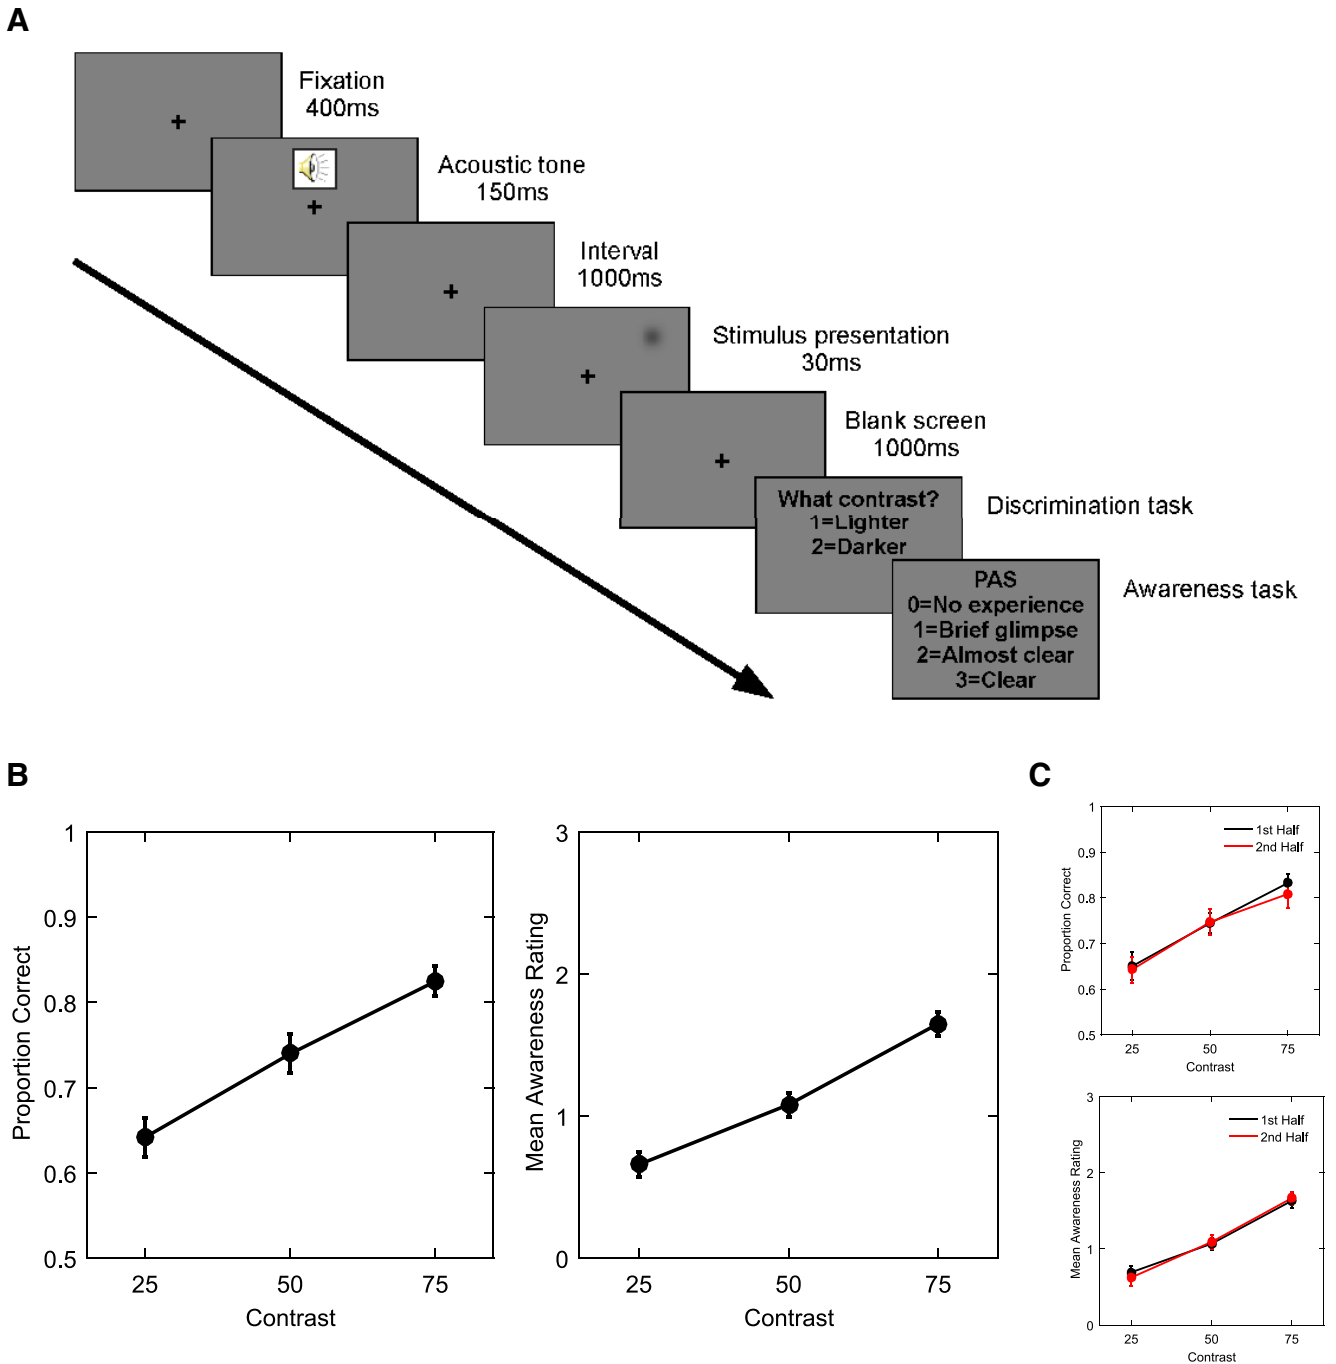 A
Fixation
400ms
Acoustic tone
150ms
Interval
1000ms
Stimulus presentation
30ms
Blank screen
1000ms
What contrast?
1=Lighter
2=Darker
Discrimination task
PAS
0=No experience
1=Brief glimpse
2=Almost clear
3=Clear
Awareness task
B
1
0.9
0.8
0.7
0.6
0.5
Proportion Correct
25 50 75
Contrast
3
2
1
0
Mean Awareness Rating
25 50 75
Contrast
C
1
0.9
0.8
0.7
0.6
0.5
Proportion Correct
1st Half
2nd Half
25 50 75
Contrast
3
2
1
0
Mean Awareness Rating
1st Half
2nd Half
25 50 75
Contrast